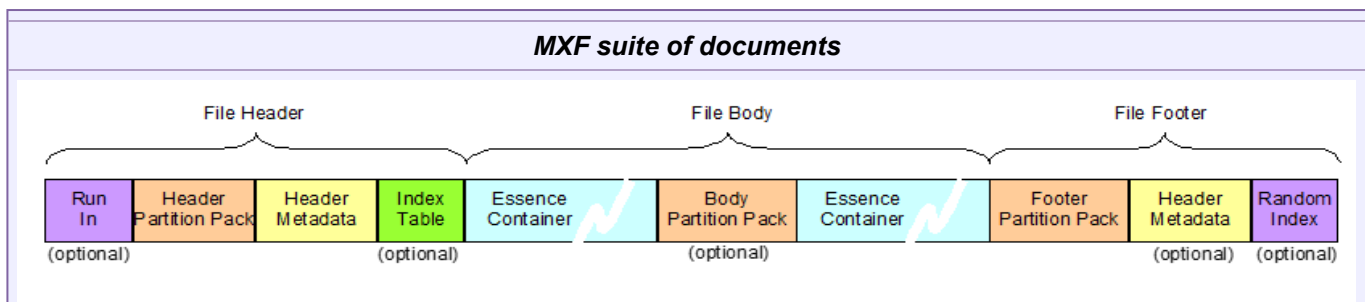 MXF suite of documents
File Header File Body File Footer
Run Header Header Index Essence Body Essence Footer Header Random
In Partition Pack Metadata Table Container Partition Pack Container Partition Pack Metadata Index
(optional) (optional) (optional) (optional) (optional)